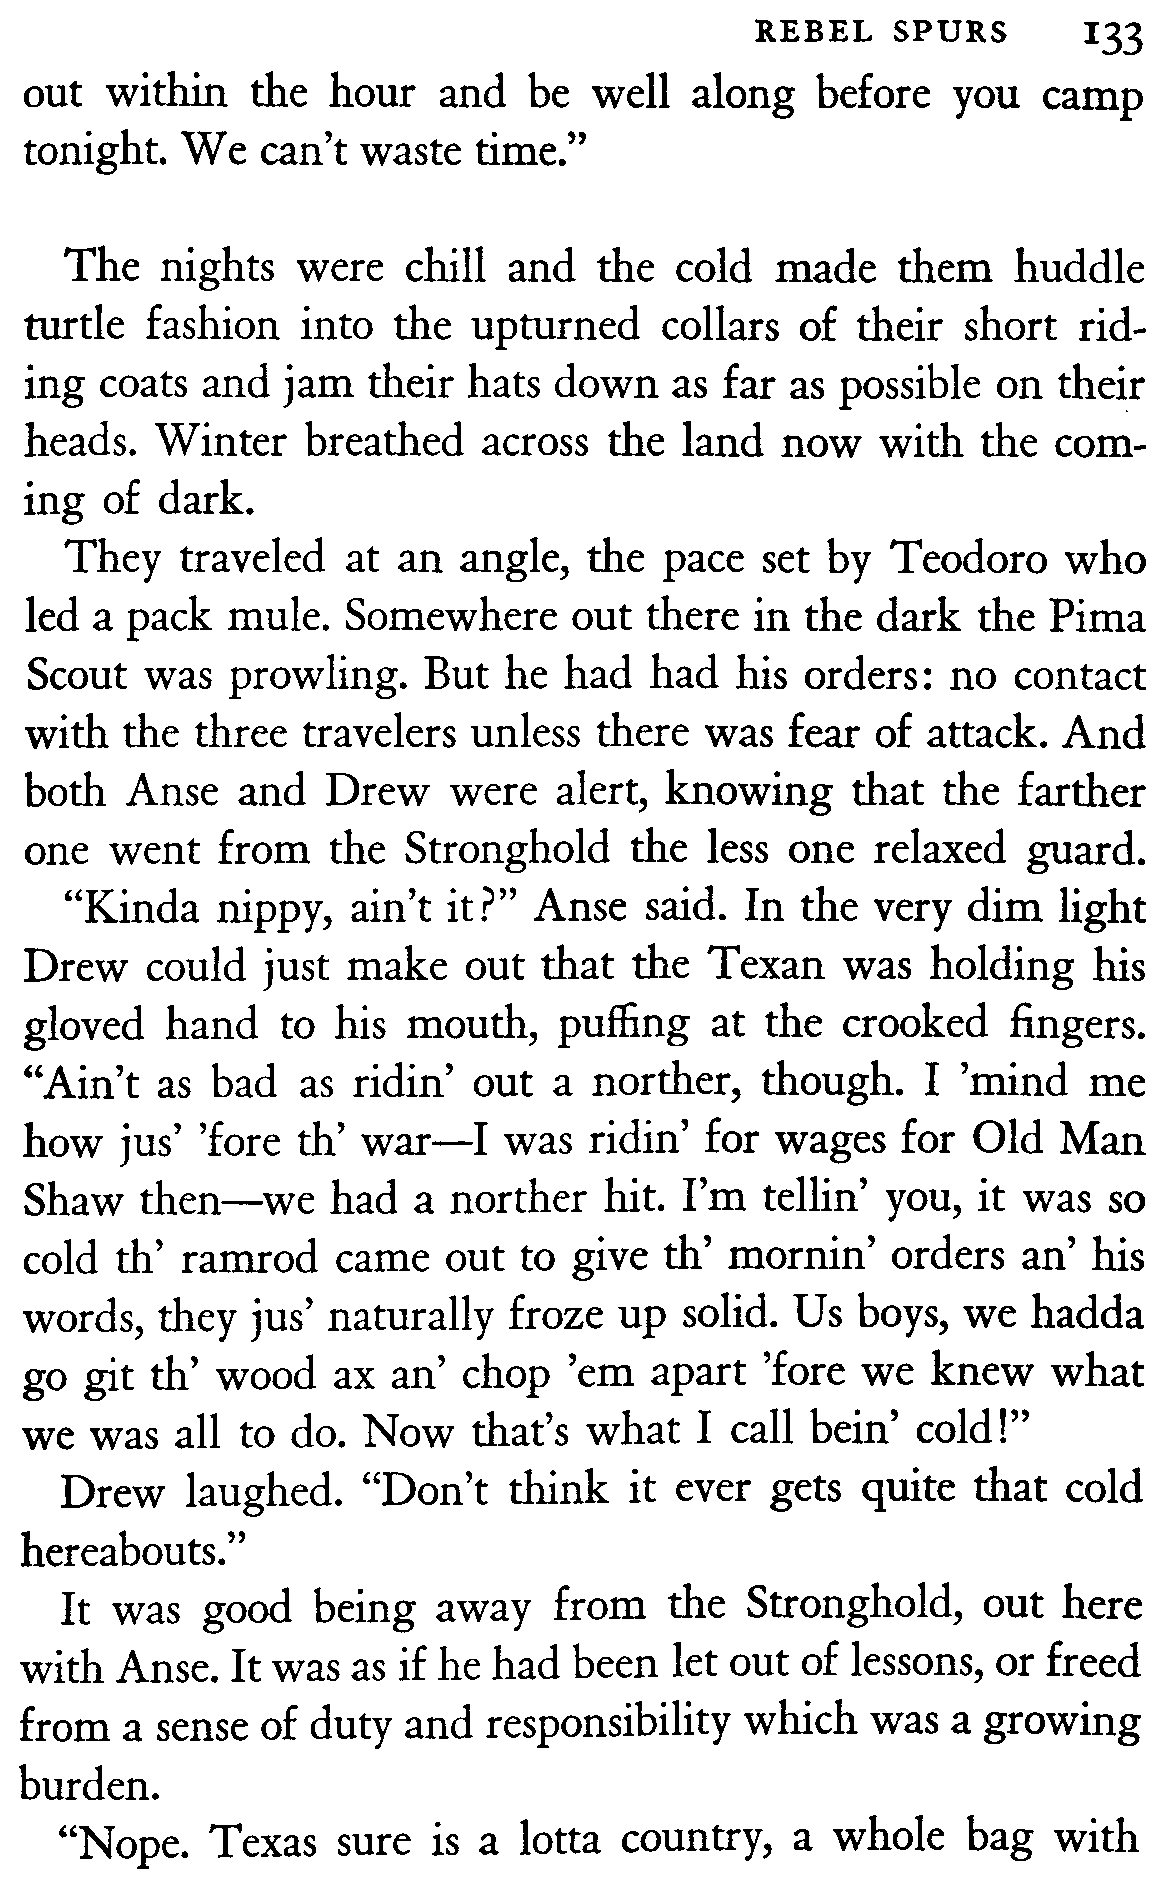 REBEL SPURS 133
out within the hour and be well along before you camp
tonight. We can't waste time.”
The nights were chill and the cold made them huddle
turtle fashion into the upturned collars of their short rid-
ing coats and jam their hats down as far as possible on their
heads. Winter breathed across the land now with the com-
ing of dark.
They traveled at an angle, the pace set by Teodoro who
led a pack mule. Somewhere out there in the dark the Pima
Scout was prowling. But he had had his orders: no contact
with the three travelers unless there was fear of attack. And
both Anse and Drew were alert, knowing that the farther
one went from the Stronghold the less one relaxed guard.
“Kinda nippy, ain't it?” Anse said. In the very dim light
Drew could just make out that the Texan was holding his
gloved hand to his mouth, puffing at the crooked fingers.
“Ain't as bad as ridin’ out a norther, though. I ’mind me
how jus’ ’fore th’ war—I was ridin’ for wages for Old Man
Shaw then—we had a norther hit. I'm tellin’ you, it was so
cold th’ ramrod came out to give th’ mornin’ orders an’ his
words, they jus’ naturally froze up solid. Us boys, we hadda
go git th’ wood ax an’ chop ’em apart ’fore we knew what
we was all to do. Now that's what I call bein’ cold!”
Drew laughed. “Don't think it ever gets quite that cold
hereabouts.”
It was good being away from the Stronghold, out here
with Anse. It was as if he had been let out of lessons, or freed
from a sense of duty and responsibility which was a growing
burden.
“Nope. Texas sure is a lotta country, a whole bag with